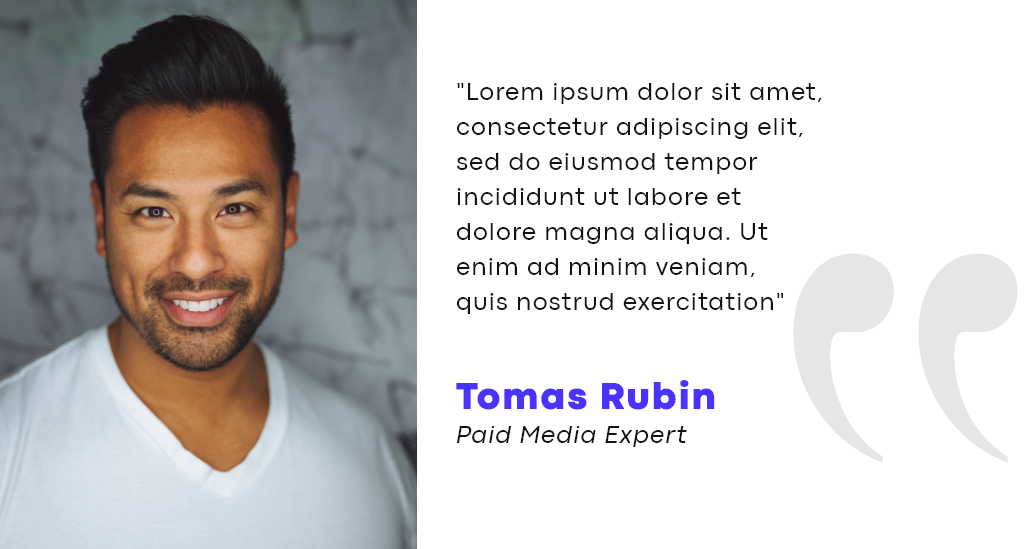 "Lorem ipsum dolor sit amet,
consectetur adipiscing elit,
sed do eiusmod tempor
incididunt ut labore et
dolore magna aliqua. Ut
enim ad minim veniam,
quis nostrud exercitation"
Tomas Rubin
Paid Media Expert